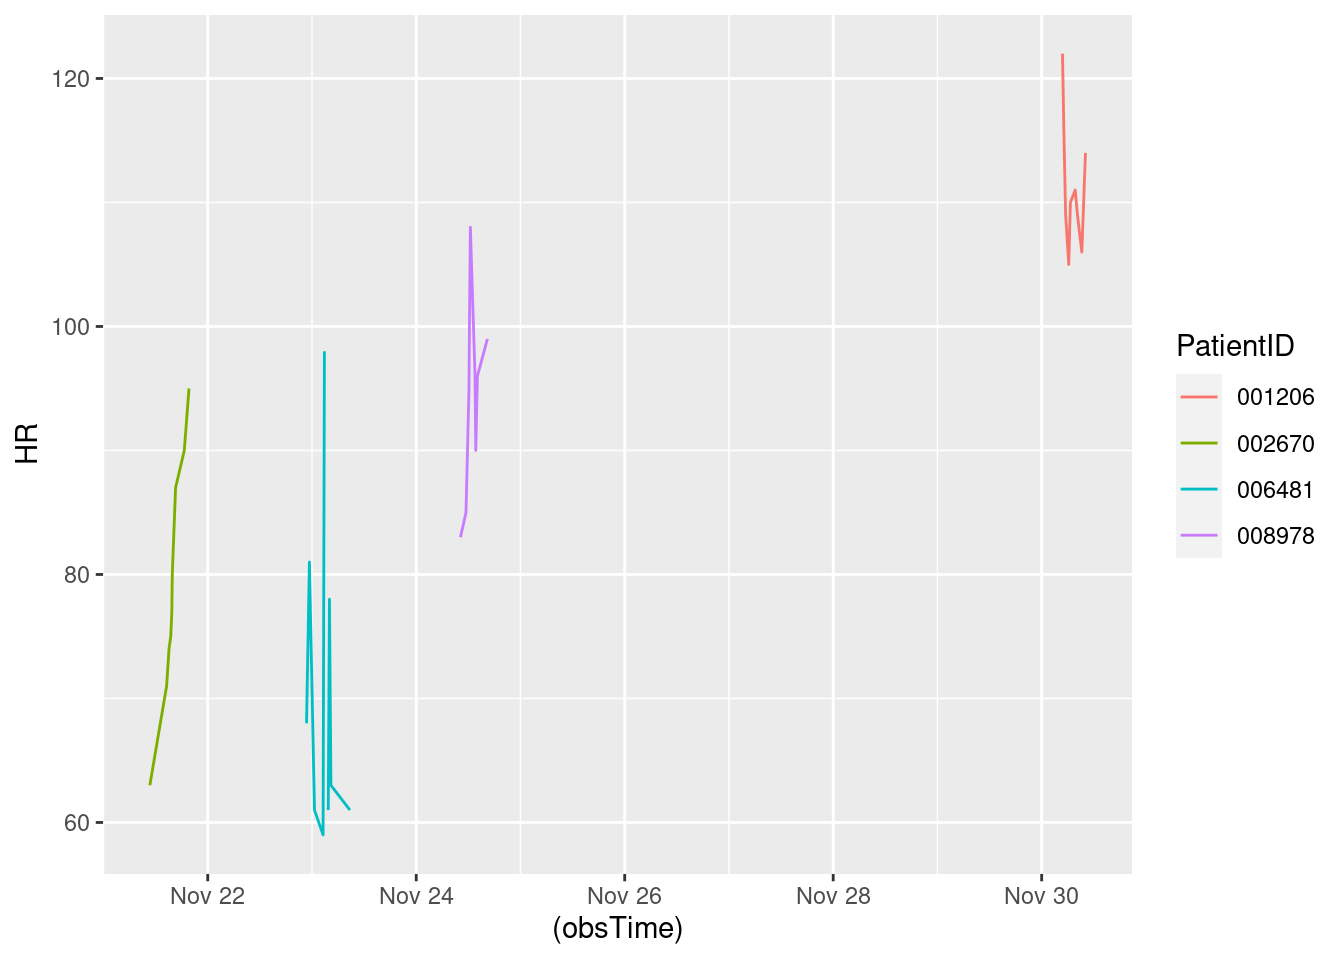 120
100
80
60
HR
Nov 22
Nov 24
Nov 26
Nov 28
Nov 30
(obsTime)
PatientID
001206
002670
006481
008978